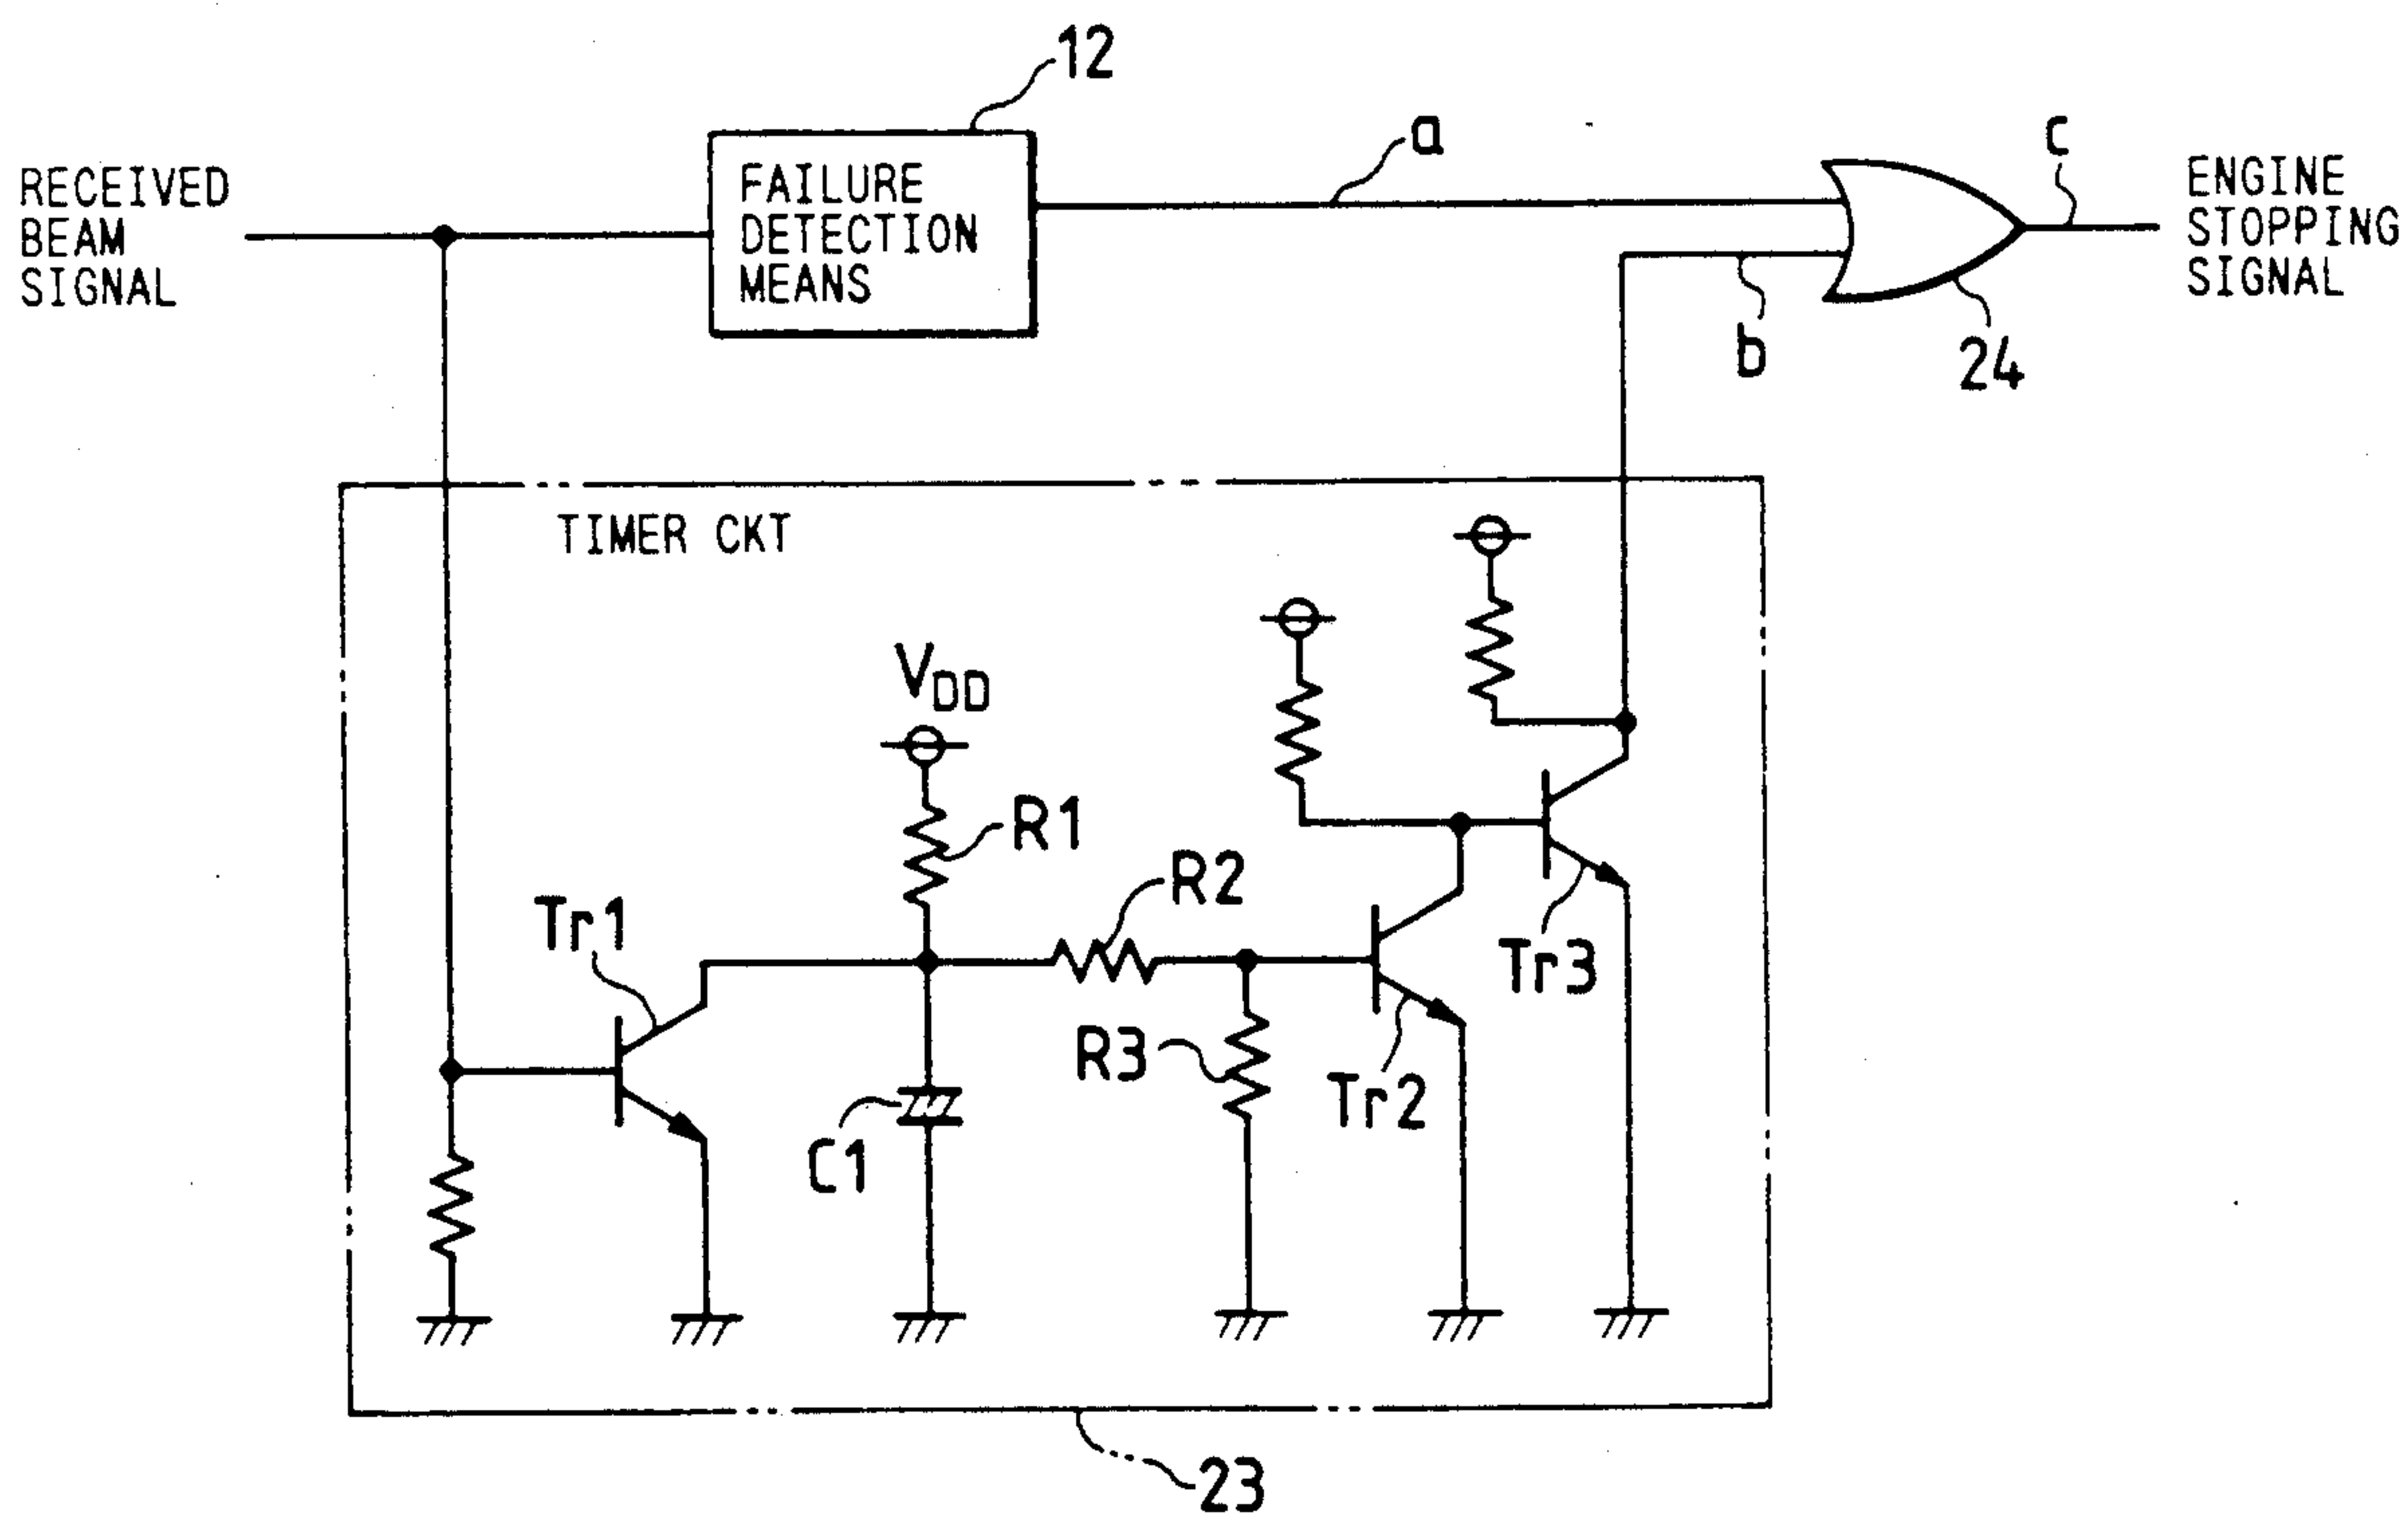 12
a
c
RECEIVED
BEAM
SIGNAL
FAILURE
DETECTION
MEANS
ENGINE
STOPPING
SIGNAL
b
24
TIMER CKT
VDD
R1
R2
Tr1
Tr3
R3
Tr2
C1
23